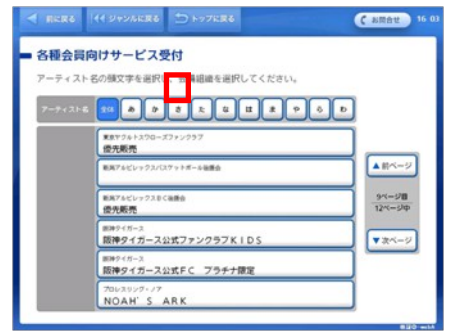 前に戻る
ジャンルに戻る
トップに戻る
お問合せ
16 03
各種会員向けサービス受付
アーティスト名の頭文字を選択し、会員組織を選択してください。
アーティスト名
全体 あ か さ た な は ま や ら わ
東京ヤクルトスワローズファンクラブ
優先販売
新潟アルビレックスバスケットボール後援会
新潟アルビレックスBC後援会
優先販売
阪神タイガース
阪神タイガース公式ファンクラブKIDS
阪神タイガース
阪神タイガース公式FC プラチナ限定
プロレスリング・ノア
NOAH'S ARK
▲前ページ
9ページ目
12ページ中
▼次ページ